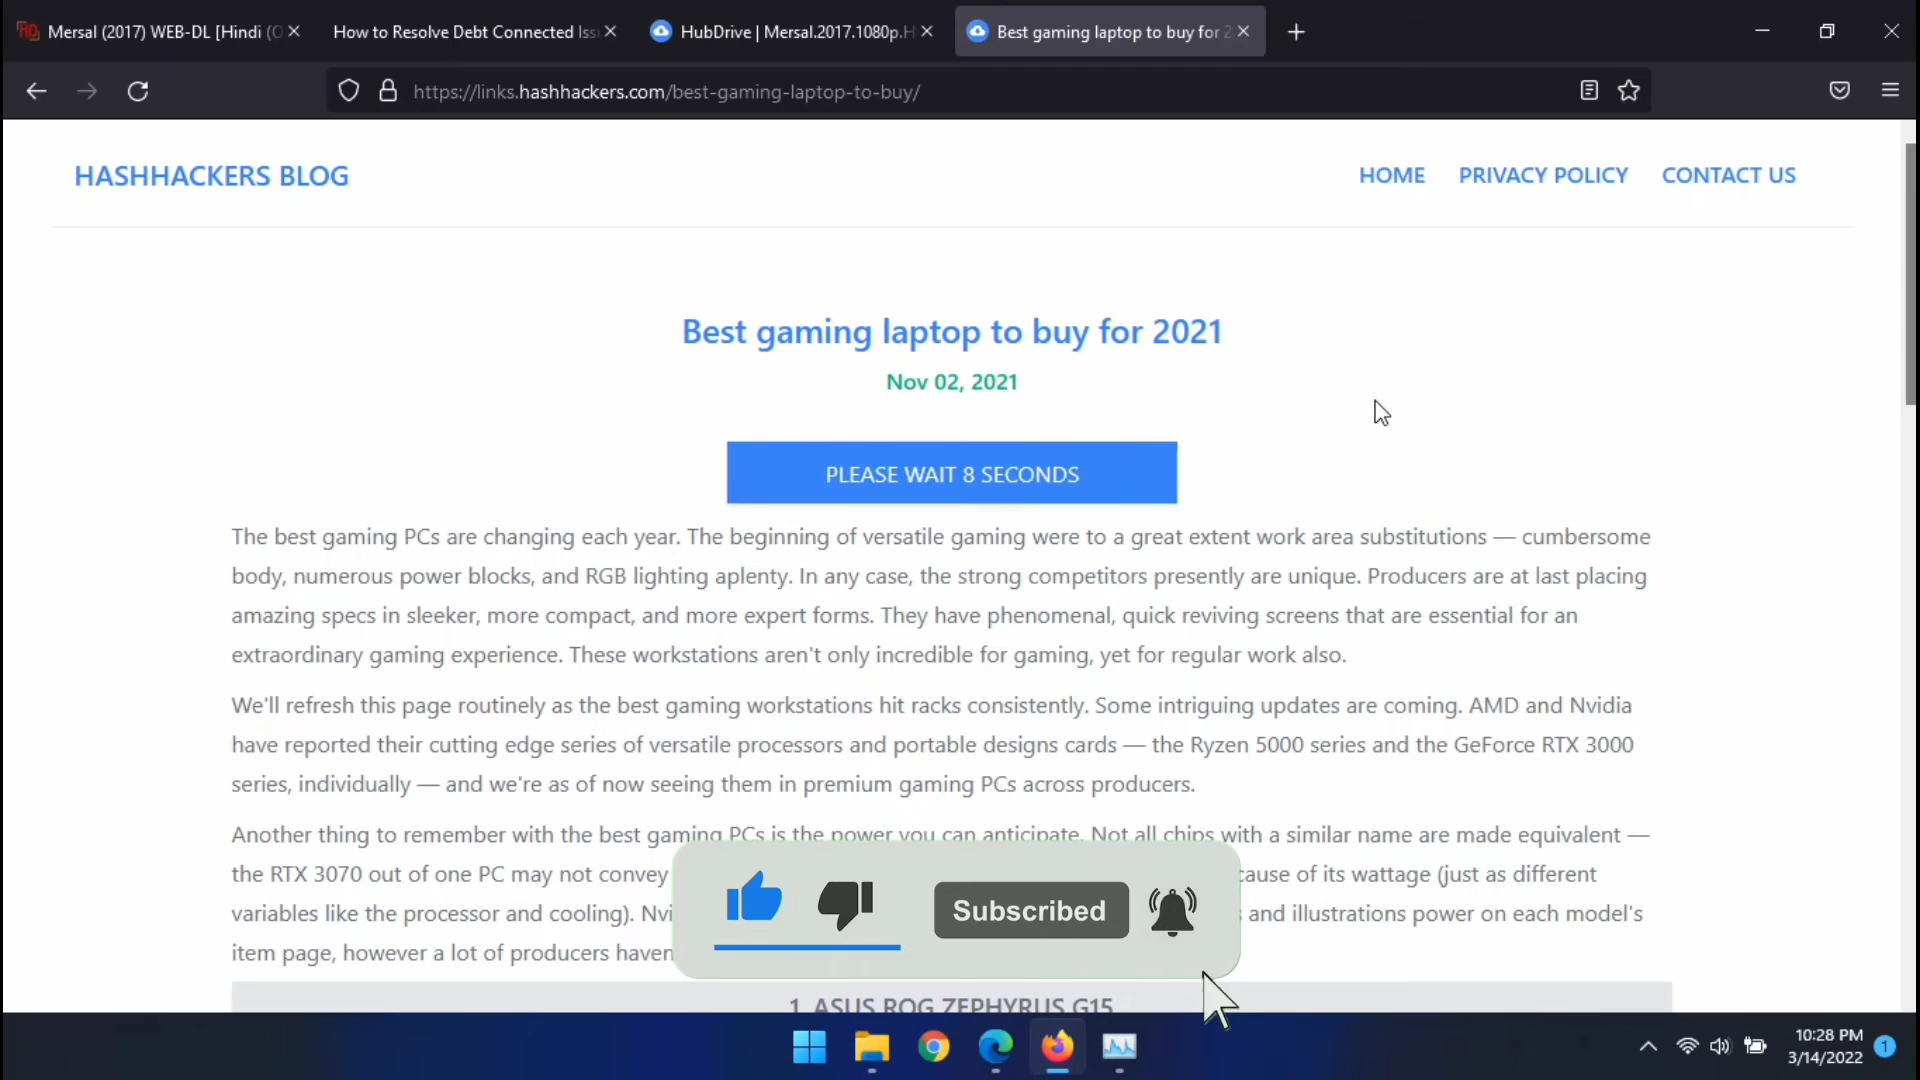 Mersal (2017) WEB-DL [Hindi (O
How to Resolve Debt Connected Iss
HubDrive | Mersal.2017.1080p.H
Best gaming laptop to buy for 2
https://links.hashhackers.com/best-gaming-laptop-to-buy/
HASHHACKERS BLOG
HOME PRIVACY POLICY CONTACT US
Best gaming laptop to buy for 2021
Nov 02, 2021
PLEASE WAIT 8 SECONDS
The best gaming PCs are changing each year. The beginning of versatile gaming were to a great extent work area substitutions — cumbersome
body, numerous power blocks, and RGB lighting aplenty. In any case, the strong competitors presently are unique. Producers are at last placing
amazing specs in sleeker, more compact, and more expert forms. They have phenomenal, quick reviving screens that are essential for an
extraordinary gaming experience. These workstations aren't only incredible for gaming, yet for regular work also.
We'll refresh this page routinely as the best gaming workstations hit racks consistently. Some intriguing updates are coming. AMD and Nvidia
have reported their cutting edge series of versatile processors and portable designs cards — the Ryzen 5000 series and the GeForce RTX 3000
series, individually — and we're as of now seeing them in premium gaming PCs across producers.
Another thing to remember with the best gaming PCs is the power you can anticipate. Not all chips with a similar name are made equivalent —
the RTX 3070 out of one PC may not convey cause of its wattage (just as different
variables like the processor and cooling). Nvi and illustrations power on each model's
item page, however a lot of producers haven
Subscribed
1. ASUS ROG ZEPHYRUS G15
10:28 PM
3/14/2022
1